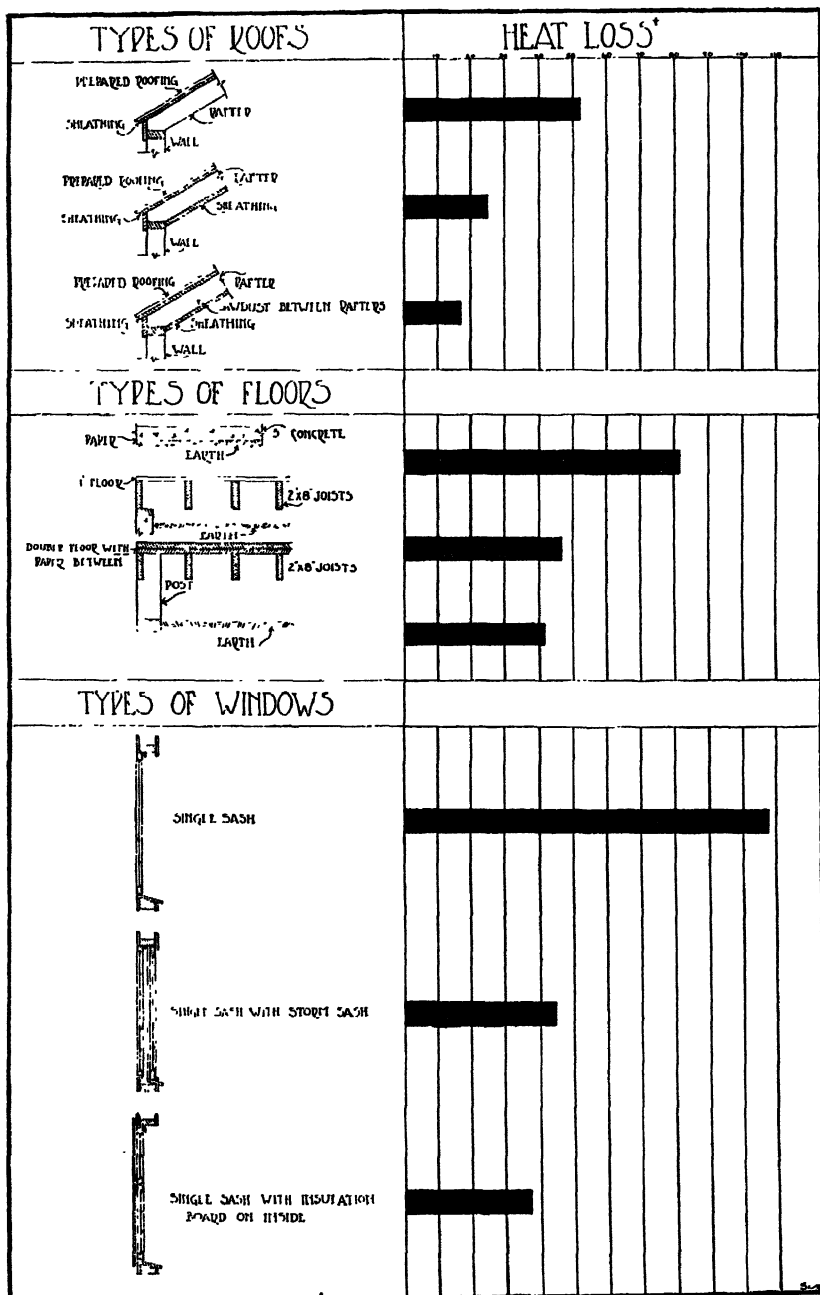 TYPES OF ROOFS
HEAT LOSS
PREPARED ROOFING
SHEATHING
RAFTER
WALL
PREPARED ROOFING
RAFTER
SHEATHING
SHEATHING
WALL
PREPARED ROOFING
RAFTER
SAWDUST BETWEEN RAFTERS
SHEATHING
SHEATHING
WALL
TYPES OF FLOORS
PAPER
5" CONCRETE
EARTH
1" FLOOR
2"X8" JOISTS
EARTH
DOUBLE FLOOR WITH
PAPER BETWEEN
2"X8" JOISTS
POST
EARTH
TYPES OF WINDOWS
SINGLE SASH
SINGLE SASH WITH STORM SASH
SINGLE SASH WITH INSULATION
BOARD ON INSIDE